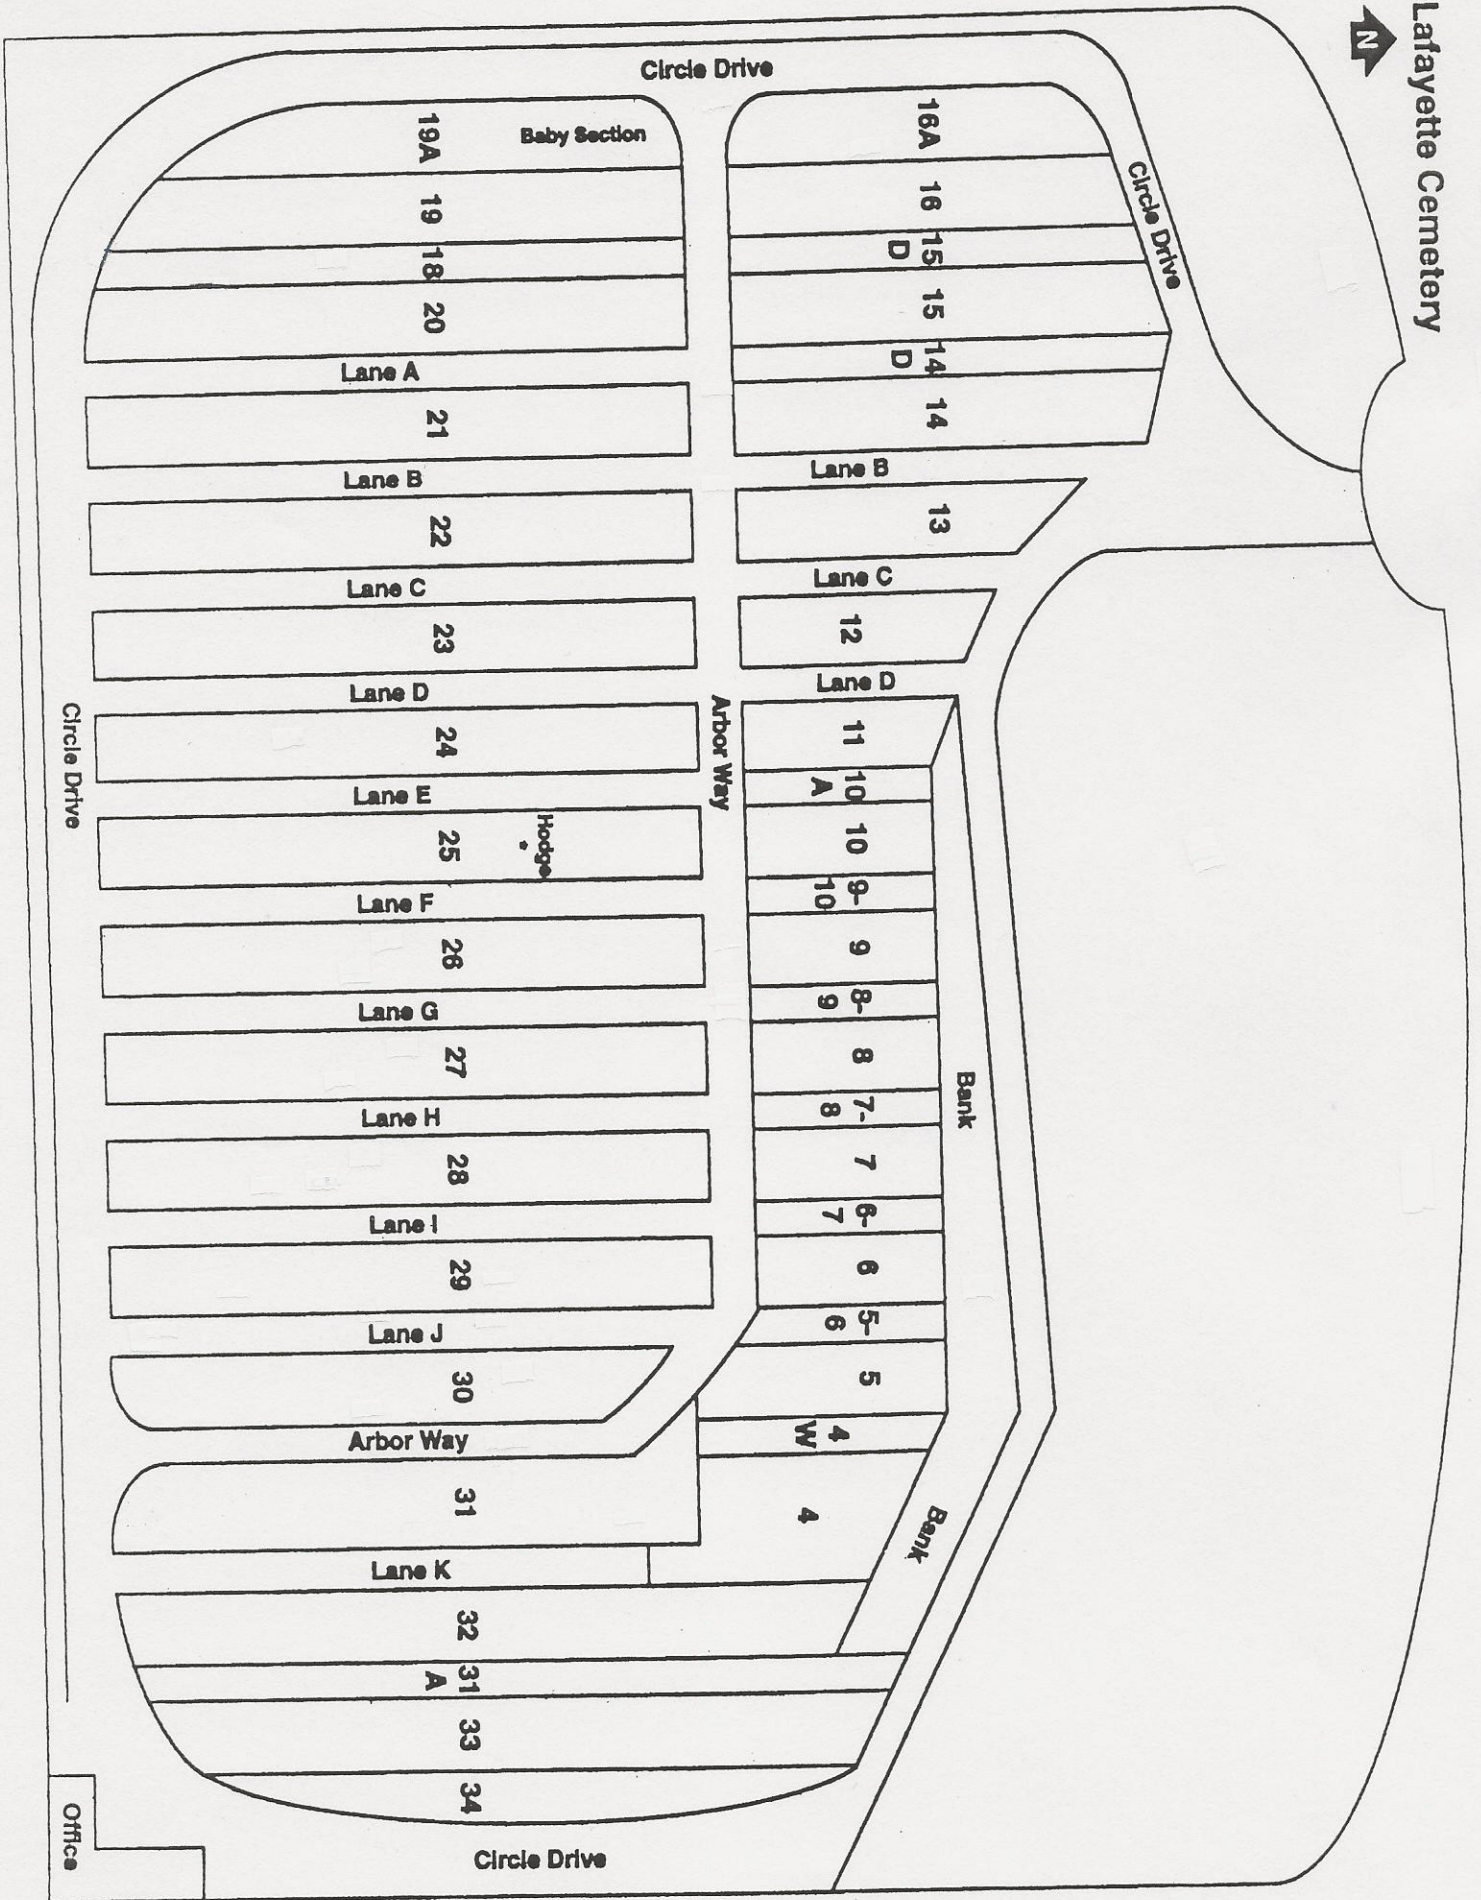 Lafayette Cemetery
N
Circle Drive
19A
Baby Section
16A
Circle Drive
19
16
18
15
D
20
15
Lane A
14
D
21
14
Lane B
Lane B
22
13
Lane C
Lane C
23
12
Lane D
Lane D
Circle Drive
24
Arbor Way
11
Lane E
10
A
25
Hodge
10
Lane F
9-
10
26
9
Lane G
8-
9
27
8
Bank
Lane H
7-
8
28
7
Lane I
6-
7
29
6
Lane J
5-
6
30
5
Arbor Way
4
W
31
4
Bank
Lane K
32
31
A
33
34
Office
Circle Drive